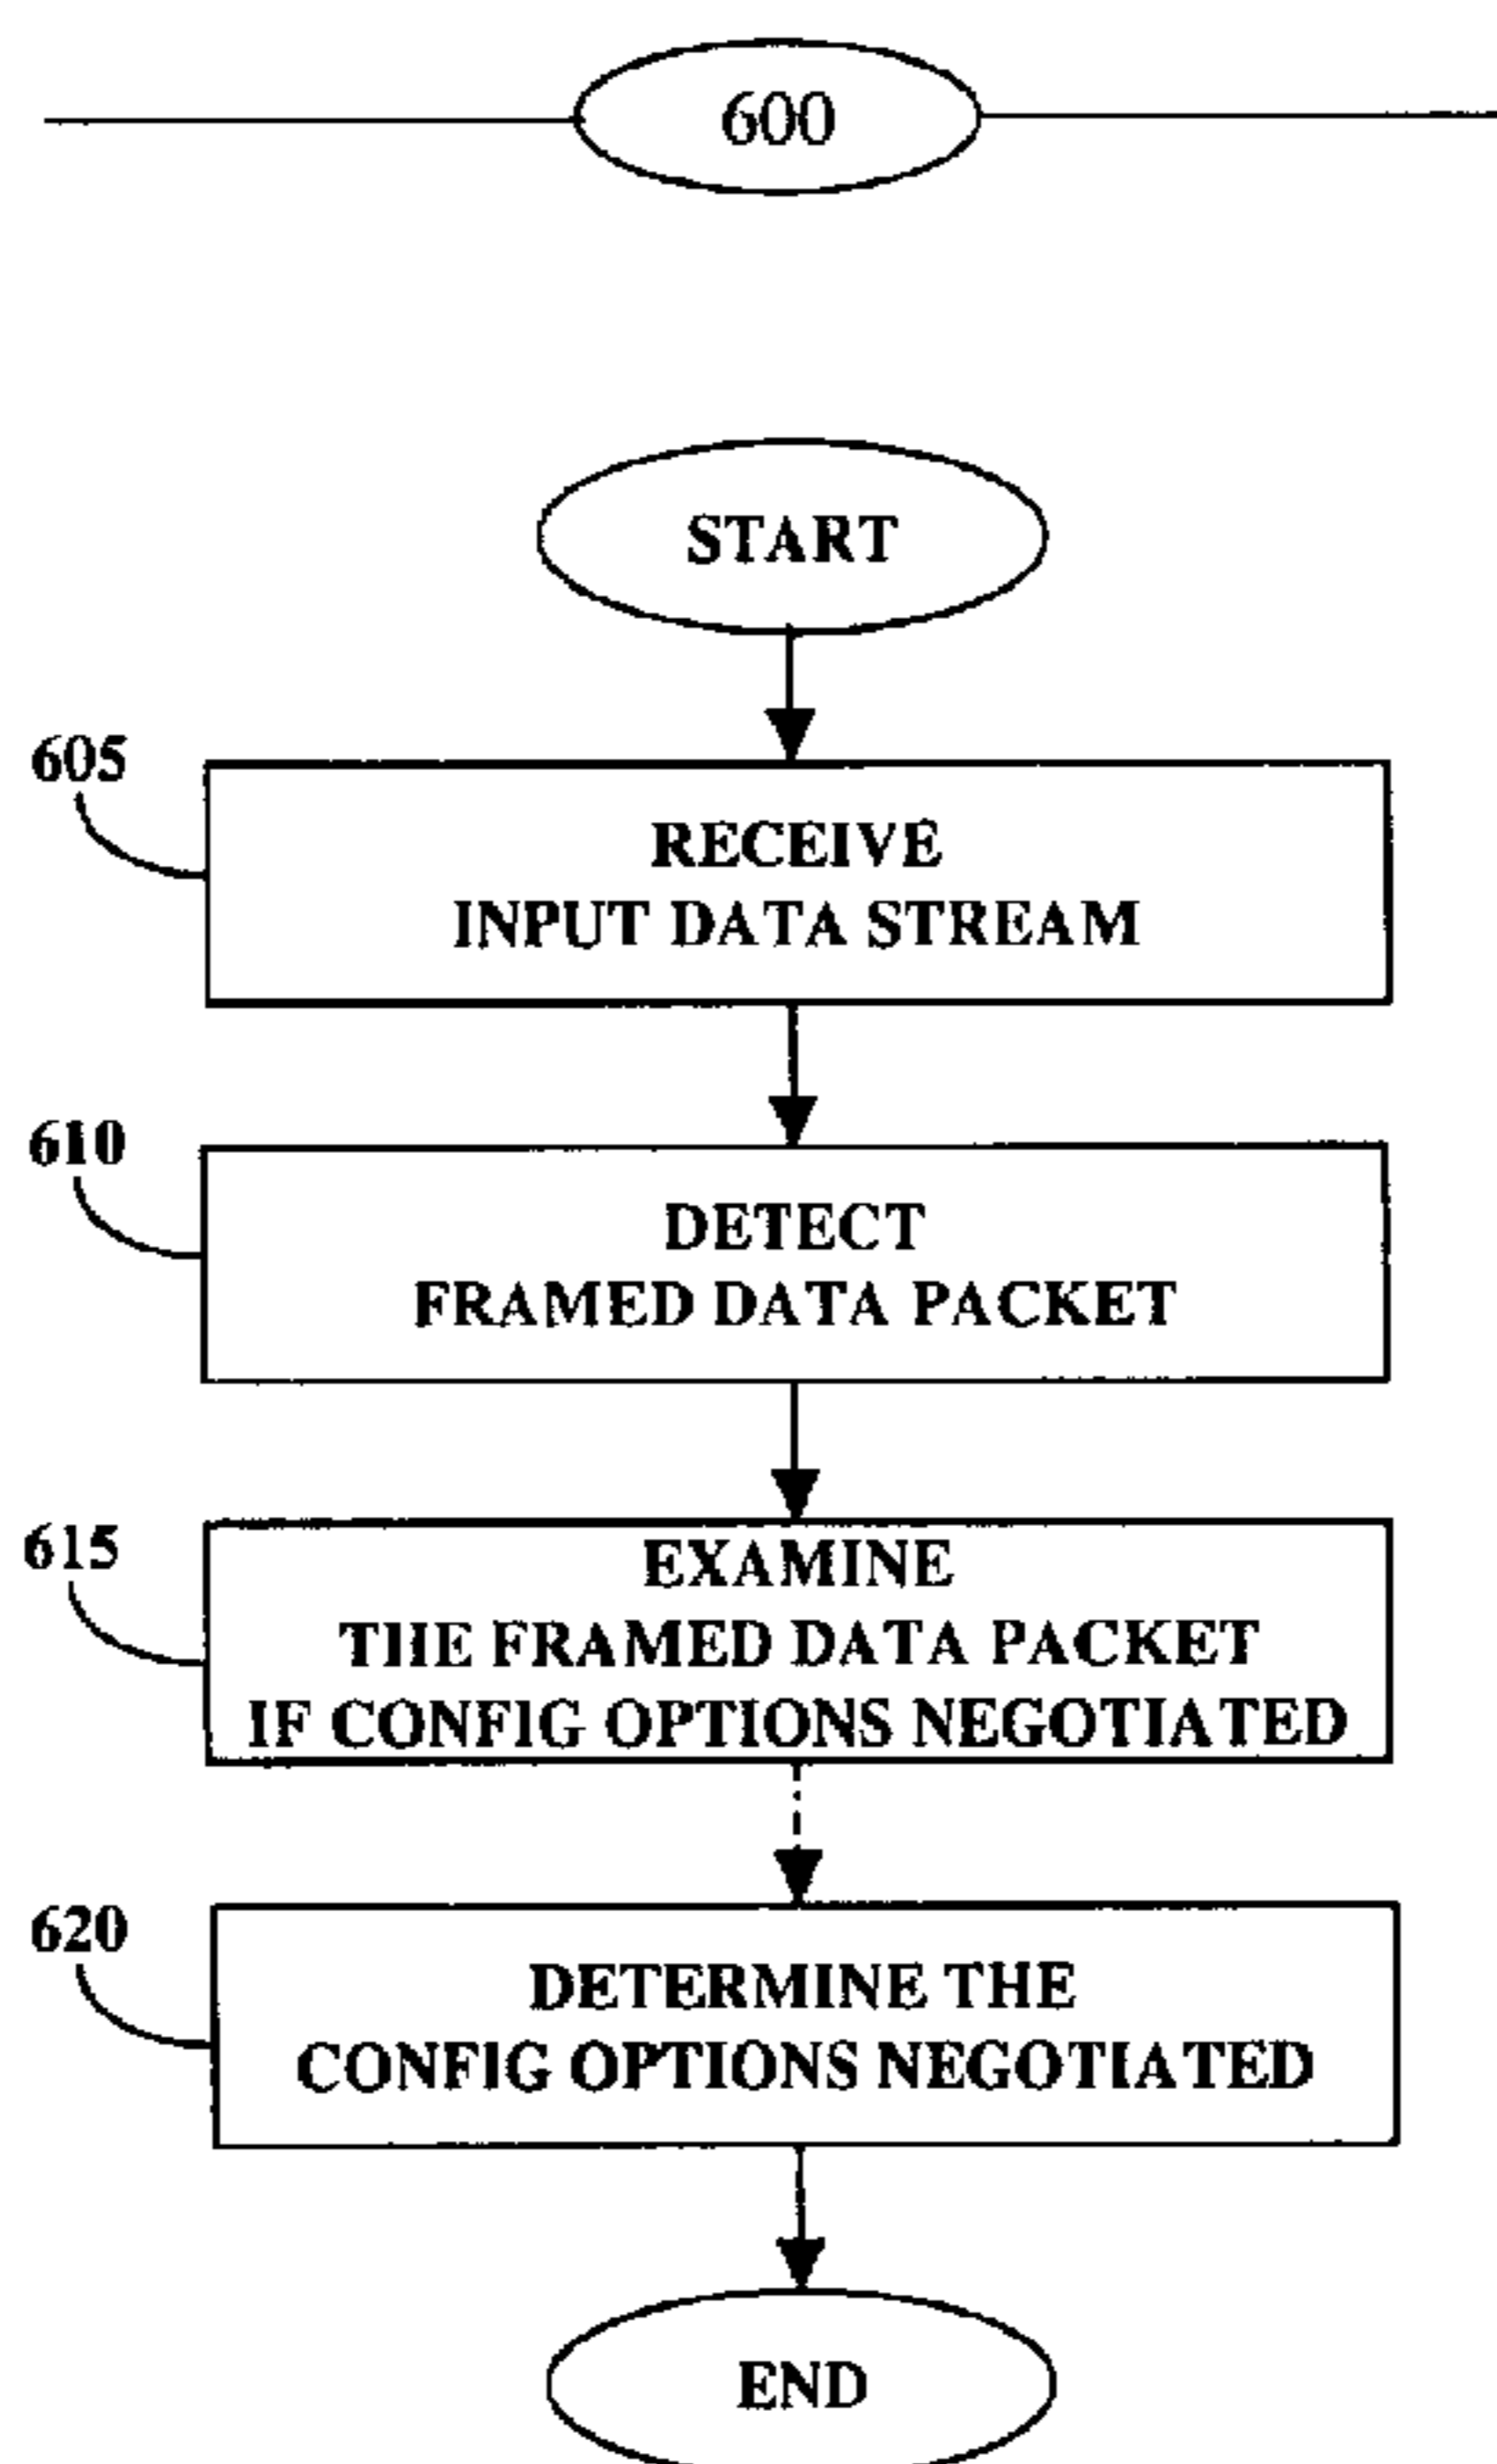 600
START
605
RECEIVE
INPUT DATA STREAM
610
DETECT
FRAMED DATA PACKET
615
EXAMINE
THE FRAMED DATA PACKET
IF CONFIG OPTIONS NEGOTIATED
620
DETERMINE THE
CONFIG OPTIONS NEGOTIATED
END